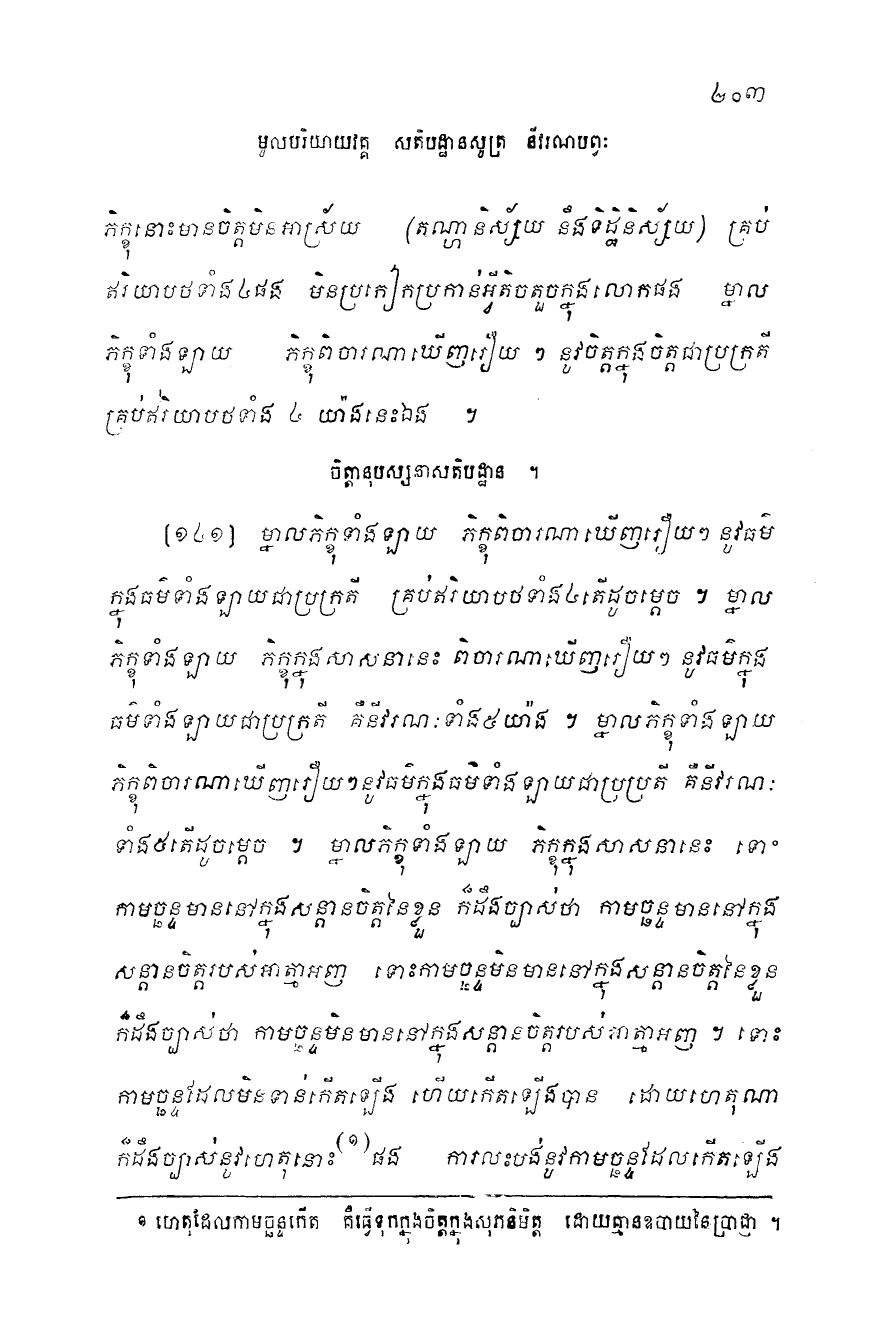 ២០៣
មូលបរិយាយវគ្គ សតិបដ្ឋានសូត្រ នីវរណបព្វៈ
ភិក្ខុនោះមានចិត្តមិនអាស្រ័យ (តណ្ហានិស្ស័យ នឹងទិដ្ឋិនិស្ស័យ) គ្រប់
ឥរិយាបថទាំង៤ផង មិនប្រកៀកប្រកាន់អ្វីតិចតួចក្នុងលោកផង ម្នាល
ភិក្ខុទាំងឡាយ ភិក្ខុពិចារណាឃើញរឿយ ៗ នូវចិត្តក្នុងចិត្តជាប្រក្រតី
គ្រប់ឥរិយាបថទាំង ៤ យ៉ាងនេះឯង ។
ចិត្តានុបស្សនាសតិបដ្ឋាន ។
[១៤១] ម្នាលភិក្ខុទាំងឡាយ ភិក្ខុពិចារណាឃើញរឿយៗ នូវធម៌
ក្នុងធម៌ទាំងឡាយជាប្រក្រតី គ្រប់ឥរិយាបថទាំង៤តើដូចម្តេច ។ ម្នាល
ភិក្ខុទាំងឡាយ ភិក្ខុក្នុងសាសនានេះ ពិចារណាឃើញរឿយៗ នូវធម៌ក្នុង
ធម៌ទាំងឡាយជាប្រក្រតី គឺនីវរណៈទាំង៥យ៉ាង ។ ម្នាលភិក្ខុទាំងឡាយ
ភិក្ខុពិចារណាឃើញរឿយៗនូវធម៌ក្នុងធម៌ទាំងឡាយជាប្រប្រតី គឺនីវរណៈ
ទាំង៥តើដូចម្តេច ។ ម្នាលភិក្ខុទាំងឡាយ ភិក្ខុក្នុងសាសនានេះ ទោះ
កាមច្ឆន្ទមាននៅក្នុងសន្តានចិត្តនៃខ្លួន ក៏ដឹងច្បាស់ថា កាមច្ឆន្ទមាននៅក្នុង
សន្តានចិត្តរបស់អាត្មាអញ ទោះកាមច្ឆន្ទមិនមាននៅក្នុងសន្តានចិត្តនៃខ្លួន
ក៏ដឹងច្បាស់ថា កាមច្ឆន្ទមិនមាននៅក្នុងសន្តានចិត្តរបស់អាត្មាអញ ។ ទោះ
កាមច្ឆន្ទដែលមិនទាន់កើតឡើង ហើយកើតឡើងបាន ដោយហេតុណា
ក៏ដឹងច្បាស់នូវហេតុនោះ(១)ផង ការលះបង់នូវកាមច្ឆន្ទដែលកើតឡើង
១ ហេតុដែលកាមច្ឆន្ទកើត គឺធ្វើទុកក្នុងចិត្តក្នុងសុភនិមិត្ត ដោយគ្មានឧបាយនៃប្រាជ្ញា ។